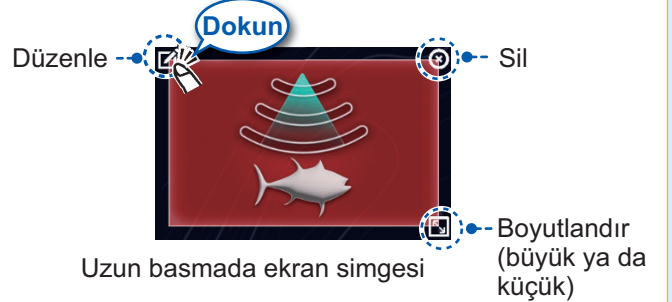 Dokun
Düzenle
Sil
Boyutlandır
(büyük ya da
küçük)
Uzun basmada ekran simgesi